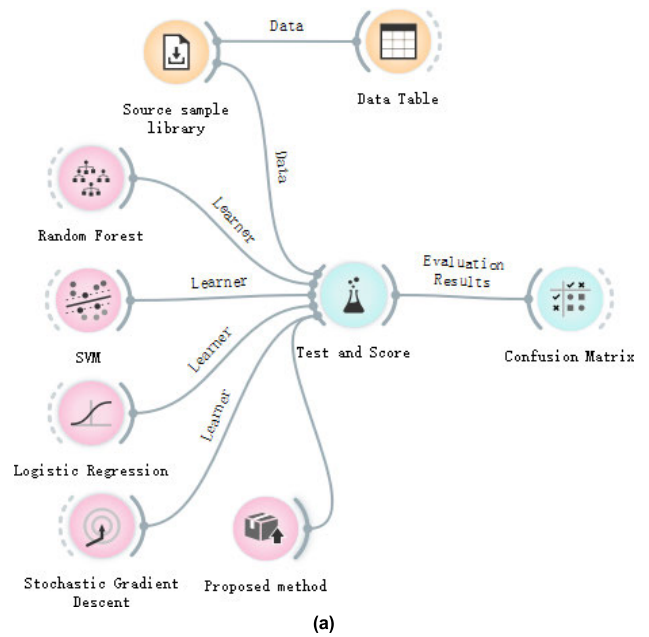 Data
Source sample
library
Data Table
Data
Random Forest
Learner
SVM
Learner
Test and Score
Evaluation
Results
Confusion Matrix
Learner
Logistic Regression
Learner
Stochastic Gradient
Descent
Proposed method
(a)